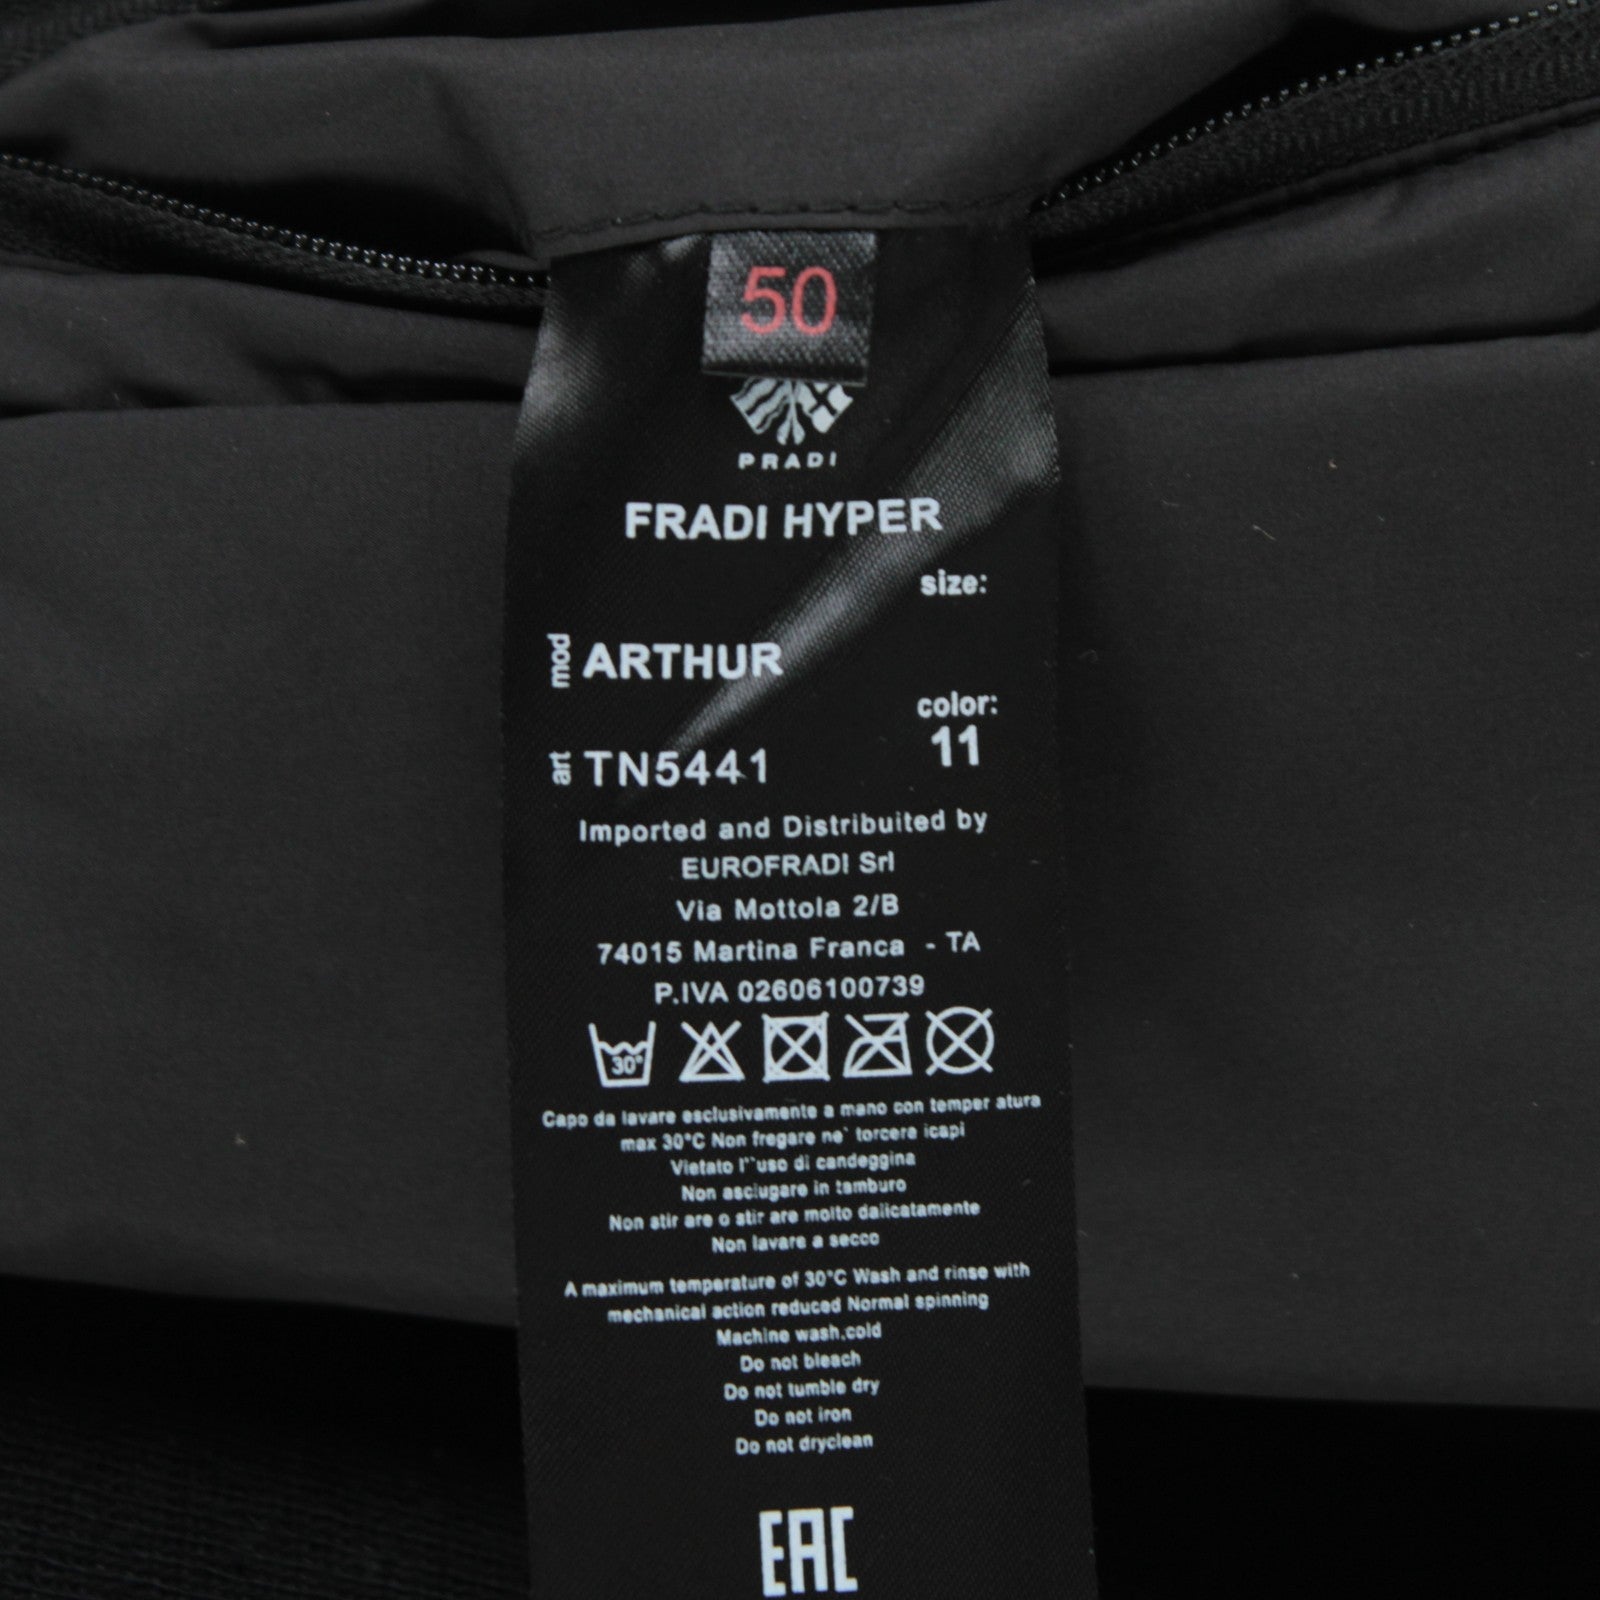 50
PRADI
FRADI HYPER
size:
mod ARTHUR
color:
11
art TN5441
Imported and Distribuited by
EUROFRADI Srl
Via Mottola 2/B
74015 Martina Franca - TA
P.IVA 02606100739
30°
Capo da lavare esclusivamente a mano con temper atura
max 30°C Non fregare ne` torcere icapi
Vietato l``uso di candeggina
Non asciugare in tamburo
Non stir are o stir are molto dalicatamente
Non lavare a secco
A maximum temperature of 30°C Wash and rinse with
mechanical action reduced Normal spinning
Machine wash.cold
Do not bleach
Do not tumble dry
Do not iron
Do not dryclean
EAC